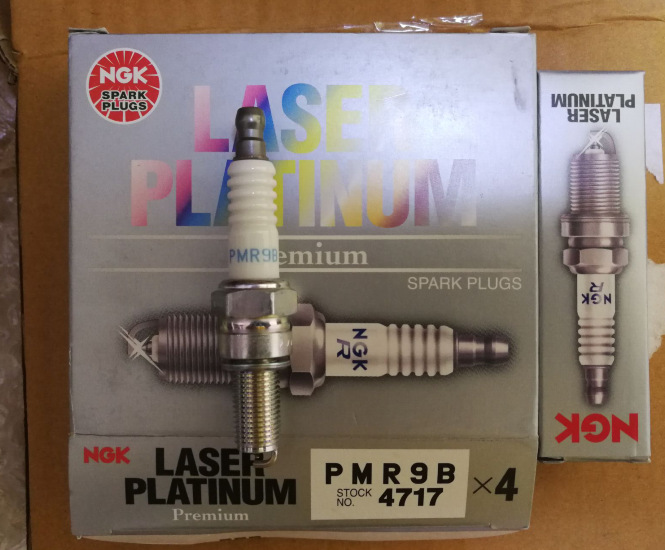 NGK
SPARK
PLUGS
LASER
PLATINUM
Premium
SPARK PLUGS
PMR9B
NGK
R
NGK
LASER
PLATINUM
Premium
PMR9B
STOCK
NO. 4717
×4
LASER
PLATINUM
NGK
R
NGK